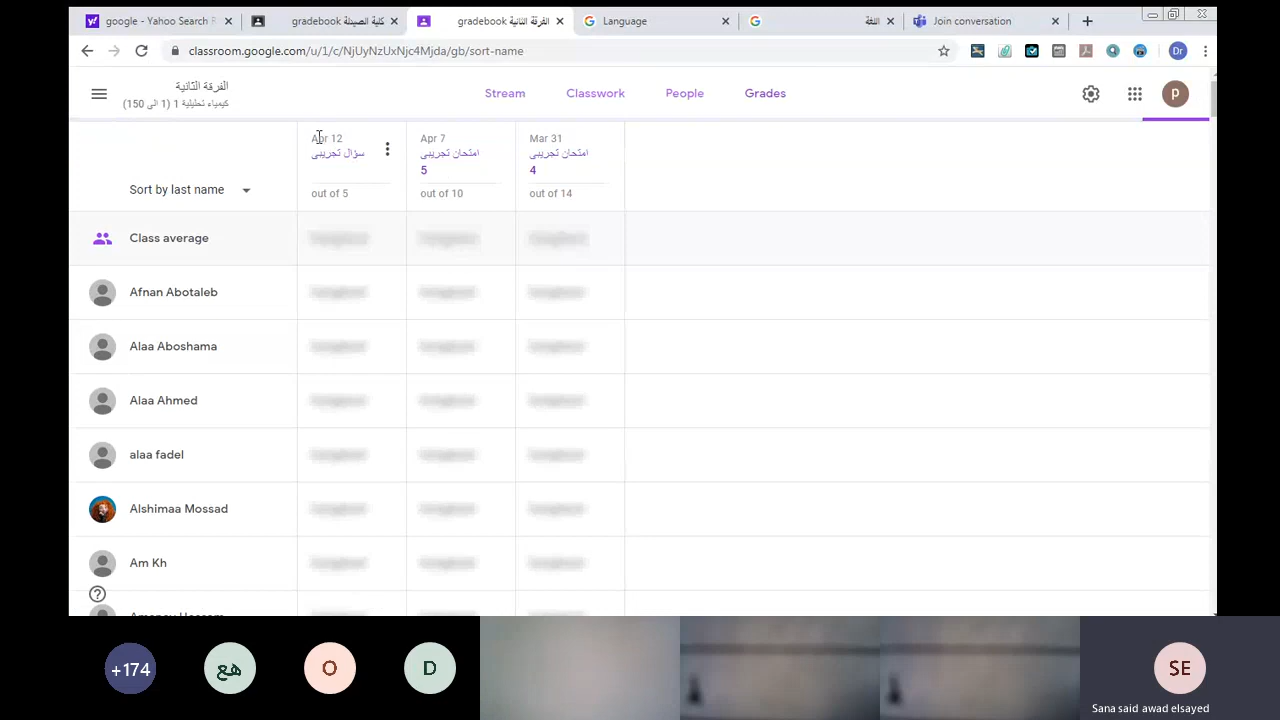 google - Yahoo Search R
gradebook كلية الصيدلة
gradebook الفرقة الثانية
Language
اللغة
Join conversation
classroom.google.com/u/1/c/NjUyNzUxNjc4Mjda/gb/sort-name
Dr
الفرقة الثانية
كيمياء تحليلية 1 (1 الى 150)
Stream
Classwork
People
Grades
p
Apr 12
Apr 7
Mar 31
سؤال تجريبى
امتحان تجريبى
امتحان تجريبى
5
4
Sort by last name
out of 5
out of 10
out of 14
Class average
Afnan Abotaleb
Alaa Aboshama
Alaa Ahmed
alaa fadel
Alshimaa Mossad
Am Kh
+174
هع
O
D
SE
Sana said awad elsayed